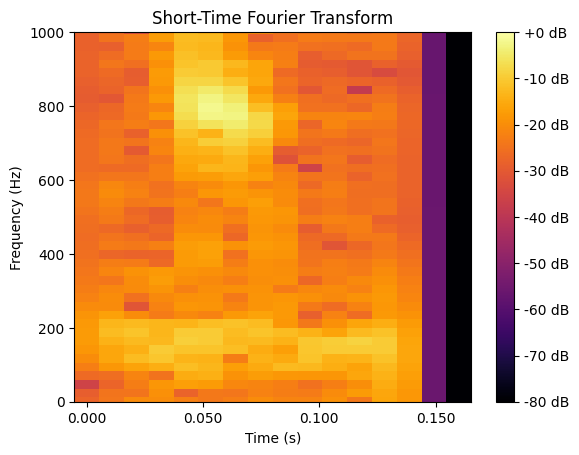 Short-Time Fourier Transform
1000
800
600
400
200
0
Frequency (Hz)
0.000
0.050
0.100
0.150
Time (s)
+0 dB
-10 dB
-20 dB
-30 dB
-40 dB
-50 dB
-60 dB
-70 dB
-80 dB